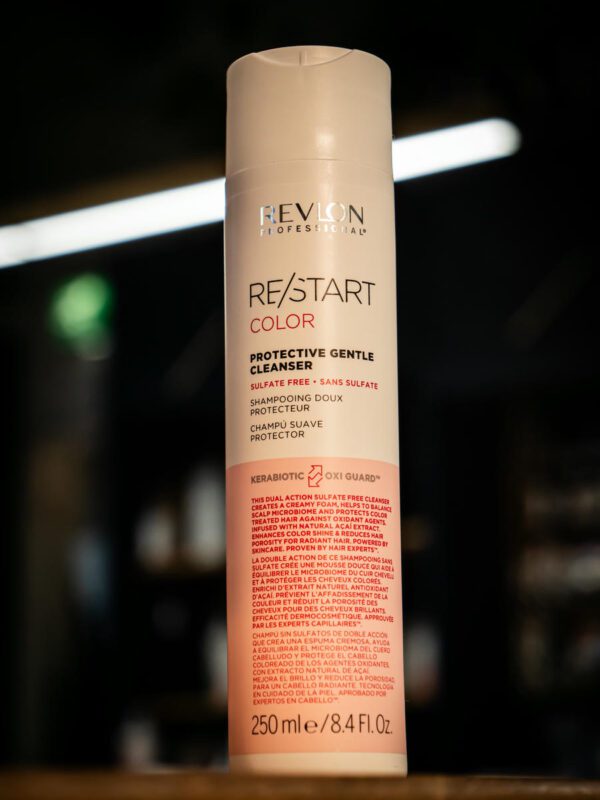 REVLON
PROFESSIONAL®
RE/START
COLOR
PROTECTIVE GENTLE
CLEANSER
SULFATE FREE • SANS SULFATE
SHAMPOOING DOUX
PROTECTEUR
CHAMPÚ SUAVE
PROTECTOR
KERABIOTIC OXI GUARD™
THIS DUAL ACTION SULFATE FREE CLEANSER
CREATES A CREAMY FOAM, HELPS TO BALANCE
SCALP MICROBIOME AND PROTECTS COLOR
TREATED HAIR AGAINST OXIDANT AGENTS.
INFUSED WITH NATURAL AÇAÍ EXTRACT.
ENHANCES COLOR SHINE & REDUCES HAIR
POROSITY FOR RADIANT HAIR. POWERED BY
SKINCARE. PROVEN BY HAIR EXPERTS™.
LA DOUBLE ACTION DE CE SHAMPOOING SANS
SULFATE CRÉE UNE MOUSSE DOUCE QUI AIDE À
ÉQUILIBRER LE MICROBIOME DU CUIR CHEVELU
ET À PROTÉGER LES CHEVEUX COLORÉS.
ENRICHI D'EXTRAIT NATUREL ANTIOXIDANT
D'AÇAÍ. PRÉVIENT L'AFFADISSEMENT DE LA
COULEUR ET RÉDUIT LA POROSITÉ DES
CHEVEUX POUR DES CHEVEUX BRILLANTS.
EFFICACITÉ DERMOCOSMÉTIQUE. APPROUVÉE
PAR LES EXPERTS CAPILLAIRES™.
CHAMPÚ SIN SULFATOS DE DOBLE ACCIÓN
QUE CREA UNA ESPUMA CREMOSA, AYUDA
A EQUILIBRAR EL MICROBIOMA DEL CUERO
CABELLUDO Y PROTEGE EL CABELLO
COLOREADO DE LOS AGENTES OXIDANTES,
CON EXTRACTO NATURAL DE AÇAÍ.
MEJORA EL BRILLO Y REDUCE LA POROSIDAD
PARA UN CABELLO RADIANTE. TECNOLOGÍA
EN CUIDADO DE LA PIEL. APROBADO POR
EXPERTOS EN CABELLO™.
250 ml e /8.4 Fl. Oz.